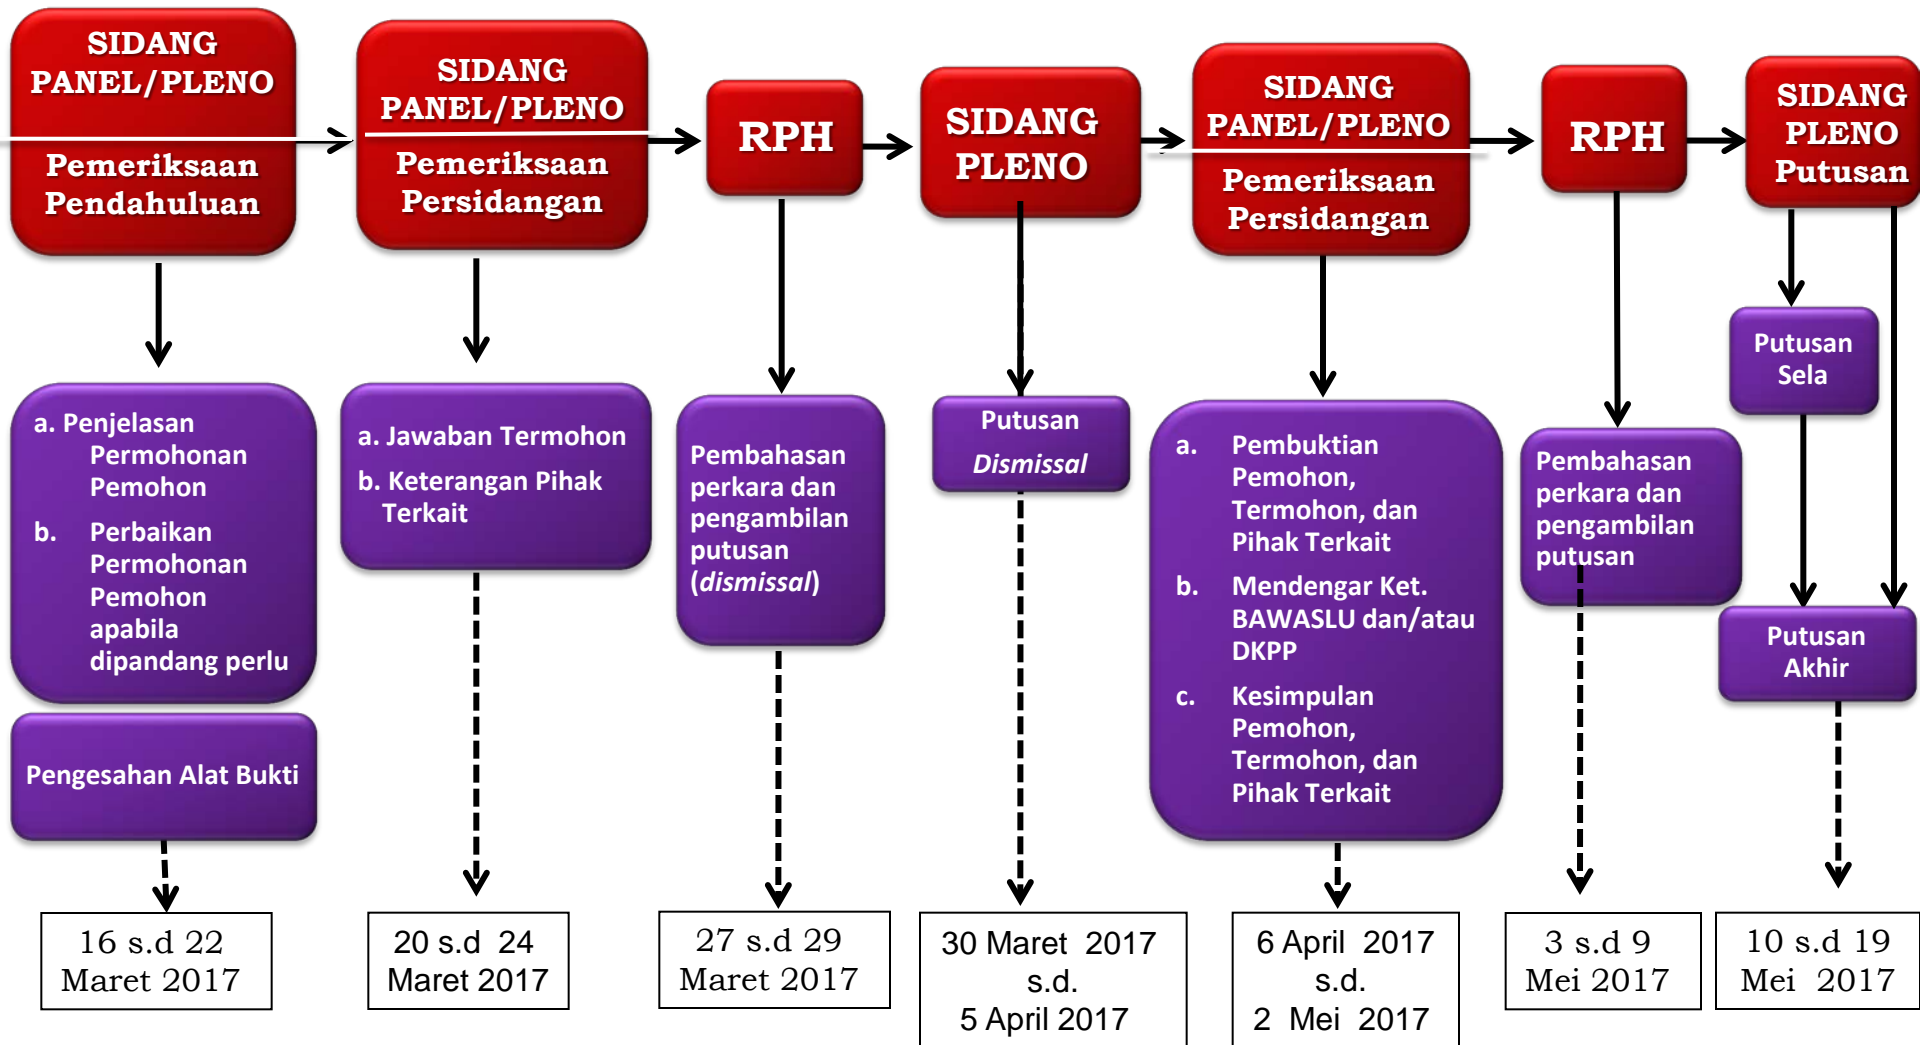 SIDANG
PANEL/PLENO
Pemeriksaan
Pendahuluan
SIDANG
PANEL/PLENO
Pemeriksaan
Persidangan
RPH
SIDANG
PLENO
SIDANG
PANEL/PLENO
Pemeriksaan
Persidangan
RPH
SIDANG
PLENO
Putusan
a. Penjelasan
Permohonan
Pemohon
b. Perbaikan
Permohonan
Pemohon
apabila
dipandang perlu
Pengesahan Alat Bukti
a. Jawaban Termohon
b. Keterangan Pihak
Terkait
Pembahasan
perkara dan
pengambilan
putusan
(dismissal)
Putusan
Dismissal
a. Pembuktian
Pemohon,
Termohon, dan
Pihak Terkait
b. Mendengar Ket.
BAWASLU dan/atau
DKPP
c. Kesimpulan
Pemohon,
Termohon, dan
Pihak Terkait
Pembahasan
perkara dan
pengambilan
putusan
Putusan
Sela
Putusan
Akhir
16 s.d 22
Maret 2017
20 s.d 24
Maret 2017
27 s.d 29
Maret 2017
30 Maret 2017
s.d.
5 April 2017
6 April 2017
s.d.
2 Mei 2017
3 s.d 9
Mei 2017
10 s.d 19
Mei 2017